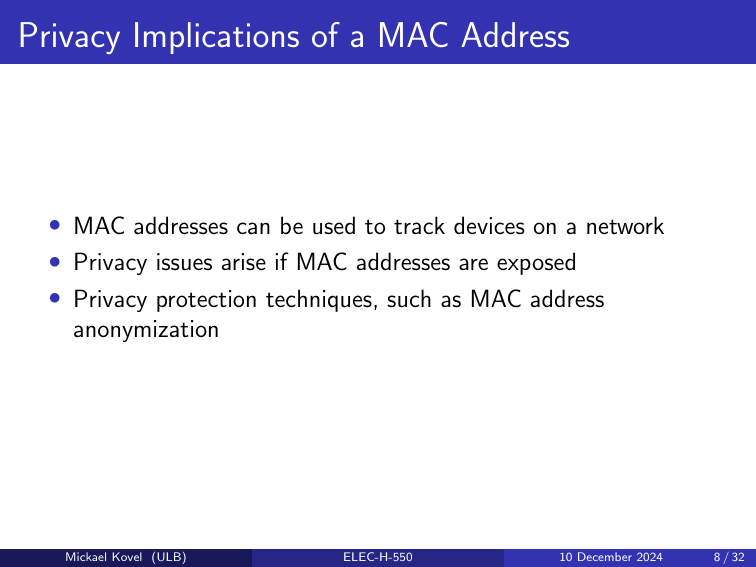 Privacy Implications of a MAC Address
• MAC addresses can be used to track devices on a network
• Privacy issues arise if MAC addresses are exposed
• Privacy protection techniques, such as MAC address
anonymization
Mickael Kovel (ULB) ELEC-H-550 10 December 2024 8 / 32